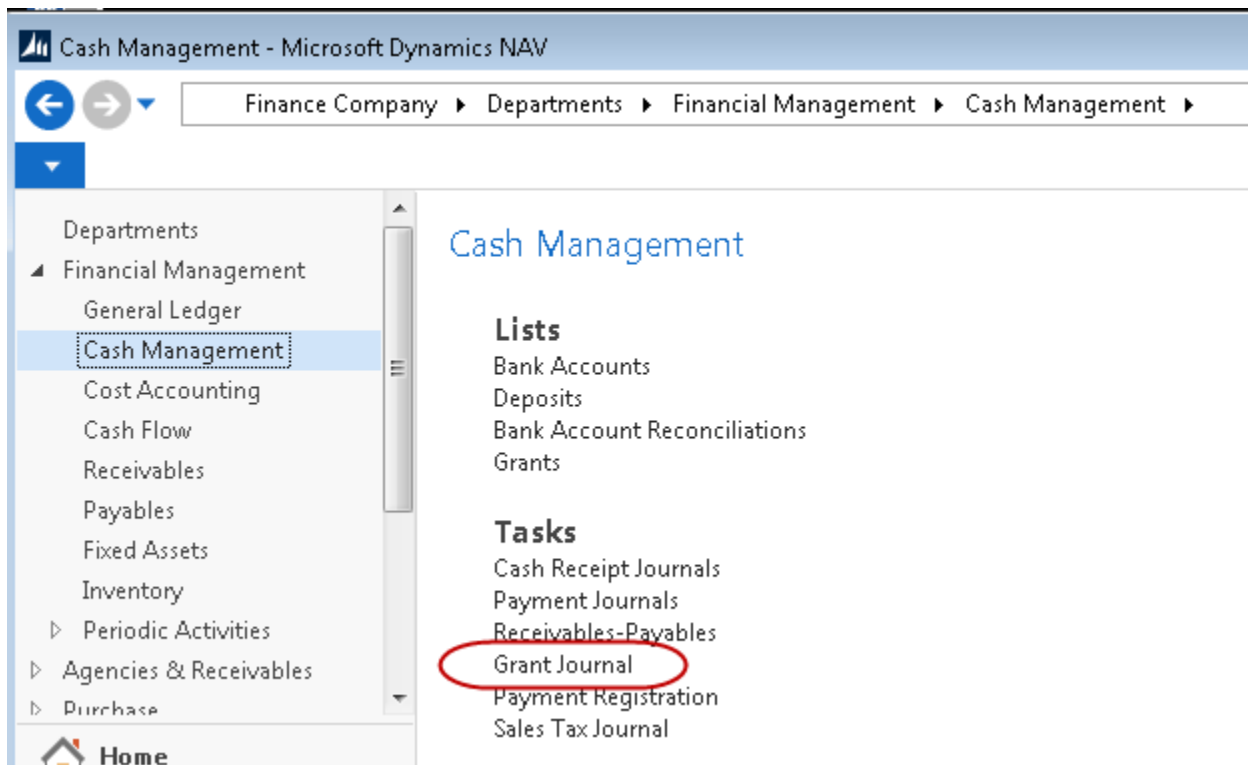 Cash Management - Microsoft Dynamics NAV
Finance Company ▶ Departments ▶ Financial Management ▶ Cash Management ▶
Departments
Financial Management
General Ledger
Cash Management
Cost Accounting
Cash Flow
Receivables
Payables
Fixed Assets
Inventory
Periodic Activities
Agencies & Receivables
Purchase
Home
Cash Management
Lists
Bank Accounts
Deposits
Bank Account Reconciliations
Grants
Tasks
Cash Receipt Journals
Payment Journals
Receivables-Payables
Grant Journal
Payment Registration
Sales Tax Journal